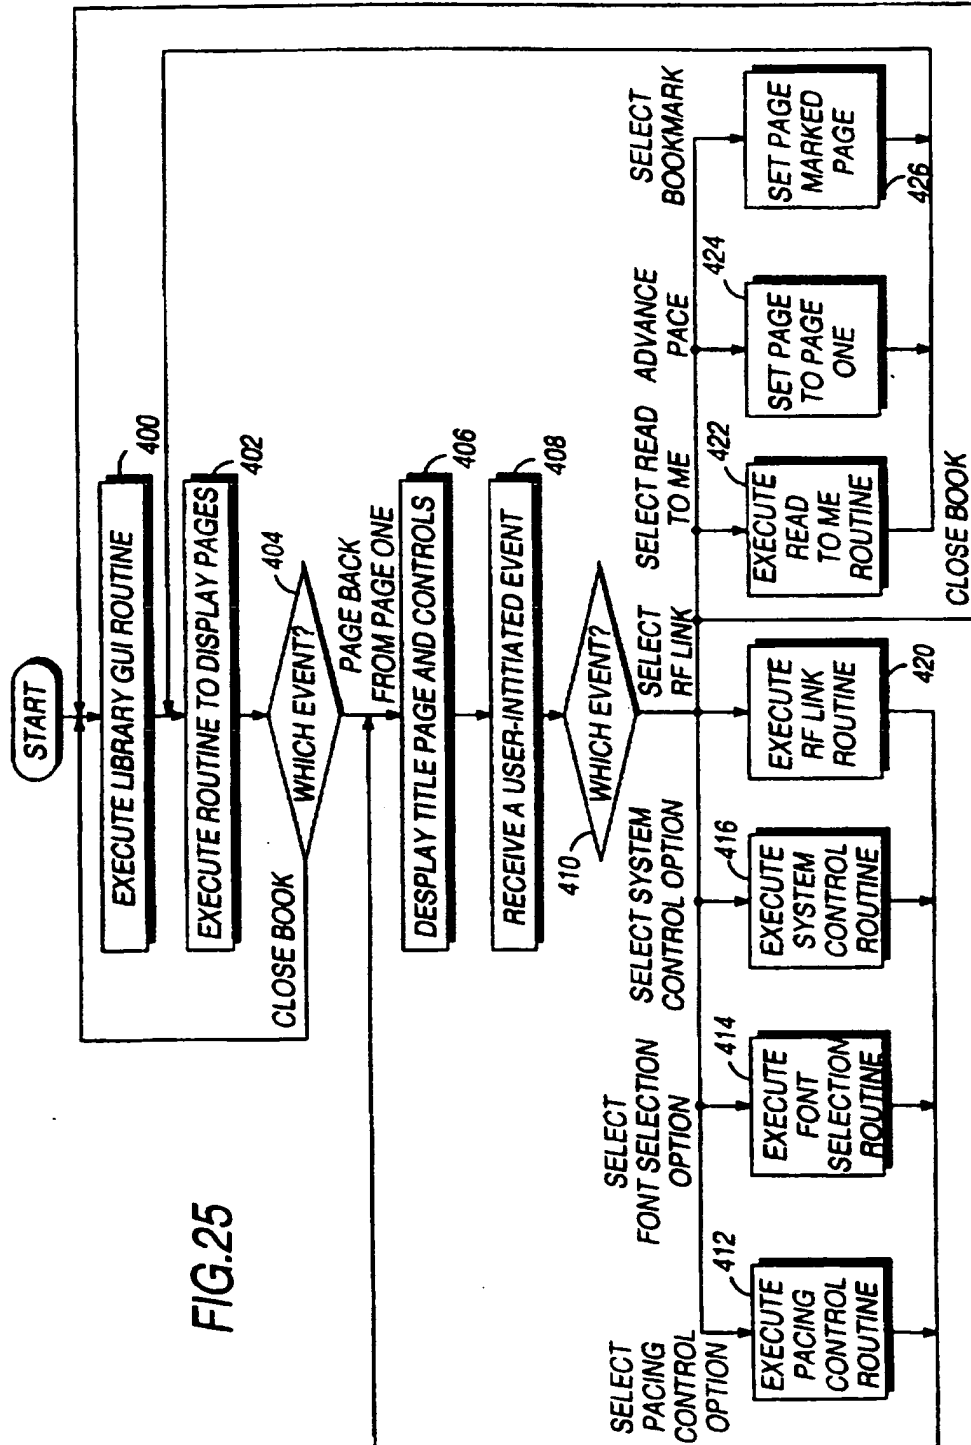 FIG.25
START
EXECUTE LIBRARY GUI ROUTINE
400
EXECUTE ROUTINE TO DISPLAY PAGES
402
WHICH EVENT?
404
CLOSE BOOK
PAGE BACK
FROM PAGE ONE
DESPLAY TITLE PAGE AND CONTROLS
406
RECEIVE A USER-INTITIATED EVENT
408
WHICH EVENT?
410
SELECT
PACING
CONTROL
OPTION
SELECT
FONT SELECTION
OPTION
SELECT SYSTEM
CONTROL OPTION
SELECT
RF LINK
SELECT READ
TO ME
ADVANCE
PACE
SELECT
BOOKMARK
412
EXECUTE
PACING
CONTROL
ROUTINE
414
EXECUTE
FONT
SELECTION
ROUTINE
416
EXECUTE
SYSTEM
CONTROL
ROUTINE
EXECUTE
RF LINK
ROUTINE
420
422
EXECUTE
READ
TO ME
ROUTINE
424
SET PAGE
TO PAGE
ONE
SET PAGE
MARKED
PAGE
426
CLOSE BOOK